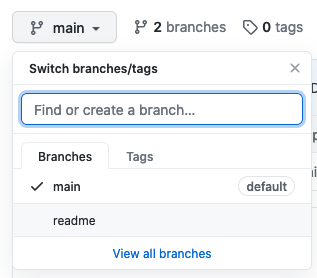 main 2 branches 0 tags
Switch branches/tags
Find or create a branch...
Branches Tags
main default
readme
View all branches